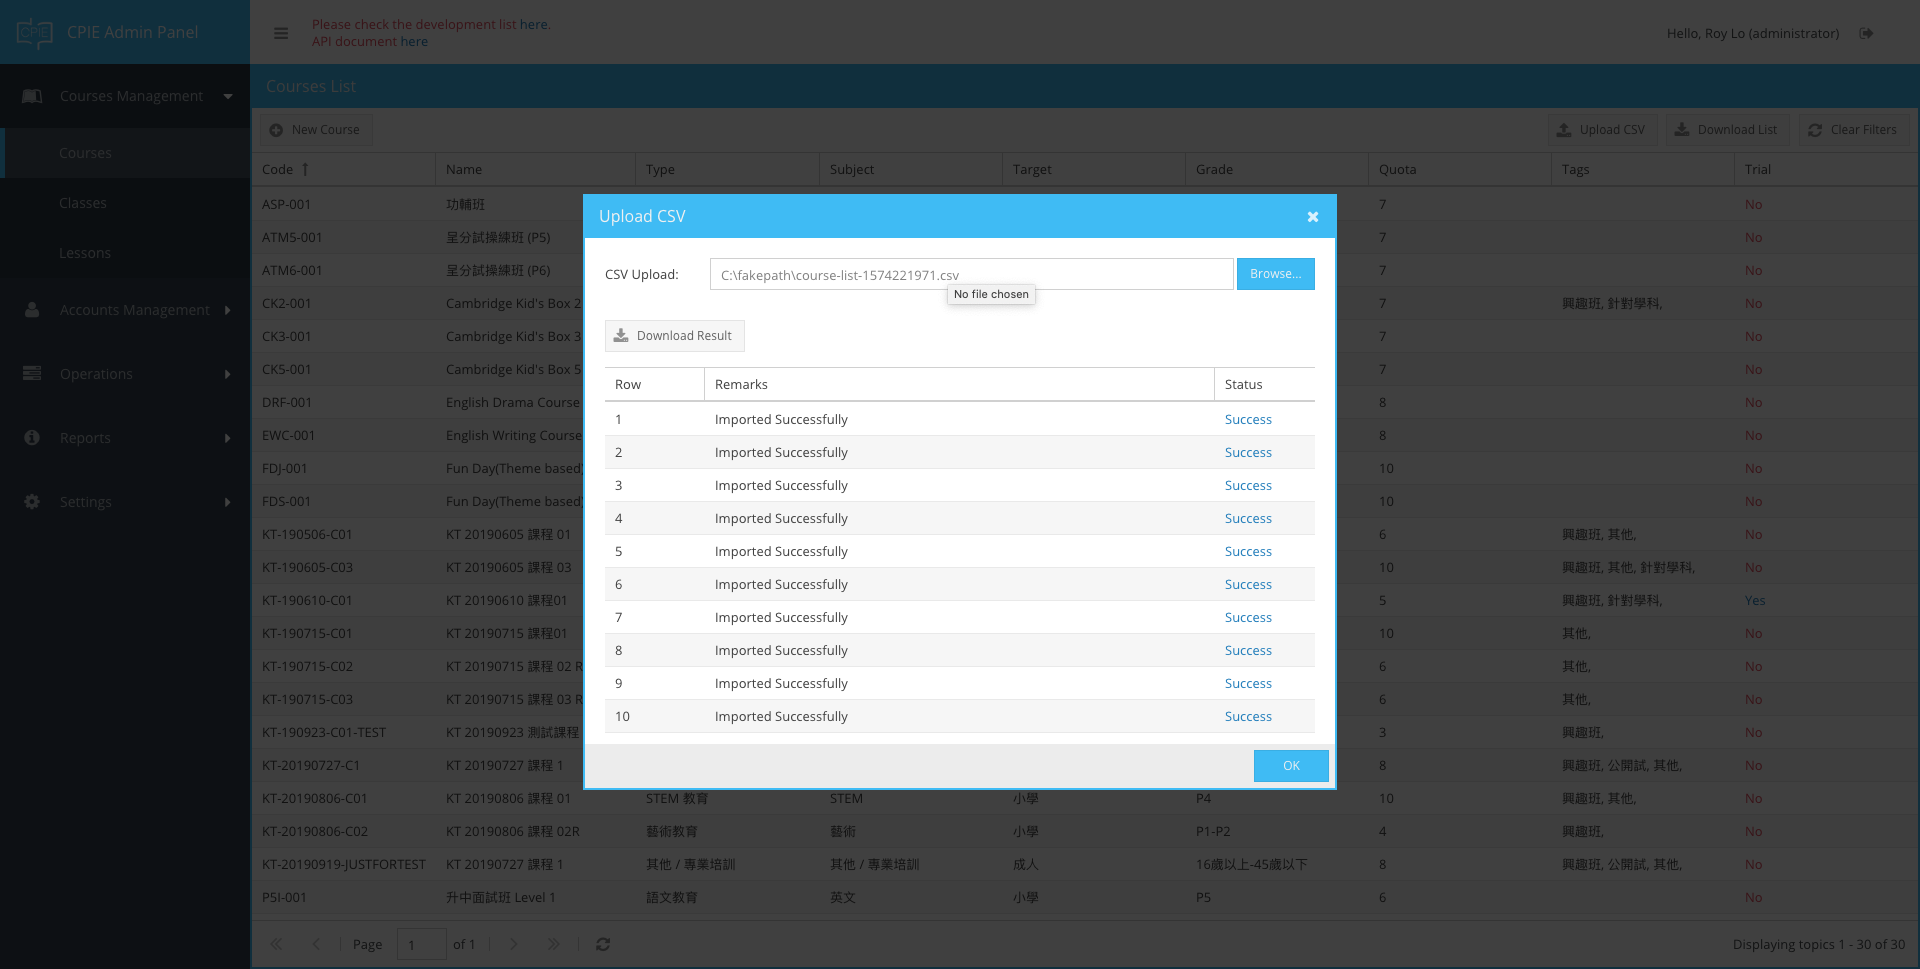 CPIE
CPIE Admin Panel
Please check the development list here.
API document here
Hello, Roy Lo (administrator)
Courses Management
Courses
Classes
Lessons
Accounts Management
Operations
Reports
Settings
Courses List
New Course
Upload CSV
Download List
Clear Filters
Code Name Type Subject Target Grade Quota Tags Trial
ASP-001 功輔班 7 No
ATM5-001 呈分試操練班 (P5) 7 No
ATM6-001 呈分試操練班 (P6) 7 No
CK2-001 Cambridge Kid's Box 2 7 興趣班, 針對學科, No
CK3-001 Cambridge Kid's Box 3 7 No
CK5-001 Cambridge Kid's Box 5 7 No
DRF-001 English Drama Course 8 No
EWC-001 English Writing Course 8 No
FDJ-001 Fun Day(Theme based) 10 No
FDS-001 Fun Day(Theme based) 10 No
KT-190506-C01 KT 20190605 課程 01 6 興趣班, 其他, No
KT-190605-C03 KT 20190605 課程 03 10 興趣班, 其他, 針對學科, No
KT-190610-C01 KT 20190610 課程01 5 興趣班, 針對學科, Yes
KT-190715-C01 KT 20190715 課程01 10 其他, No
KT-190715-C02 KT 20190715 課程 02 R 6 其他, No
KT-190715-C03 KT 20190715 課程 03 R 6 其他, No
KT-190923-C01-TEST KT 20190923 測試課程 3 興趣班, No
KT-20190727-C1 KT 20190727 課程 1 8 興趣班, 公開試, 其他, No
KT-20190806-C01 KT 20190806 課程 01 STEM 教育 STEM 小學 P4 10 興趣班, 其他, No
KT-20190806-C02 KT 20190806 課程 02R 藝術教育 藝術 小學 P1-P2 4 興趣班, No
KT-20190919-JUSTFORTEST KT 20190727 課程 1 其他 / 專業培訓 其他 / 專業培訓 成人 16歲以上-45歲以下 8 興趣班, 公開試, 其他, No
PSI-001 升中面試班 Level 1 語文教育 英文 小學 P5 6 No
Page 1 of 1
Displaying topics 1 - 30 of 30
Upload CSV
CSV Upload: C:\fakepath\course-list-1574221971.csv Browse...
No file chosen
Download Result
Row Remarks Status
1 Imported Successfully Success
2 Imported Successfully Success
3 Imported Successfully Success
4 Imported Successfully Success
5 Imported Successfully Success
6 Imported Successfully Success
7 Imported Successfully Success
8 Imported Successfully Success
9 Imported Successfully Success
10 Imported Successfully Success
OK